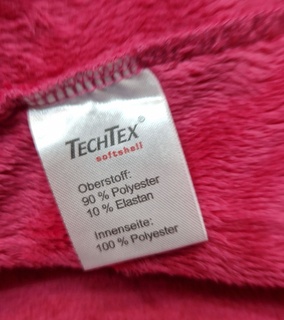 TECHTEX®
softshell
Oberstoff:
90 % Polyester
10 % Elastan
Innenseite:
100 % Polyester